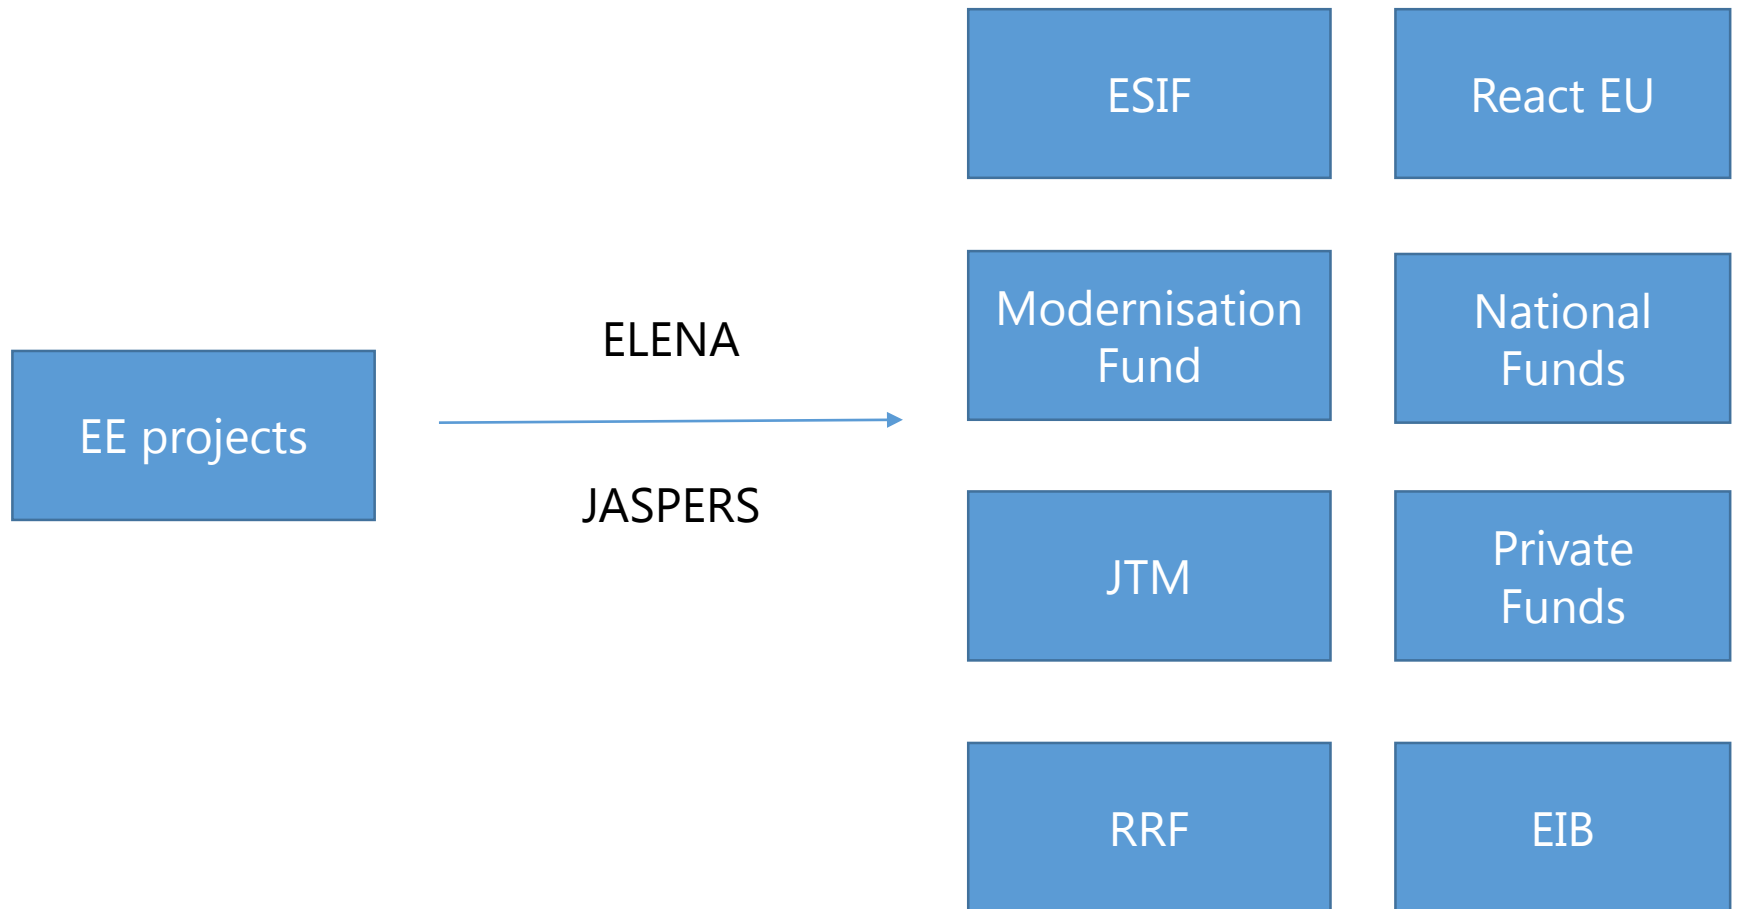 ESIF
React EU
Modernisation
Fund
National
Funds
ELENA
EE projects
JASPERS
JTM
Private
Funds
RRF
EIB